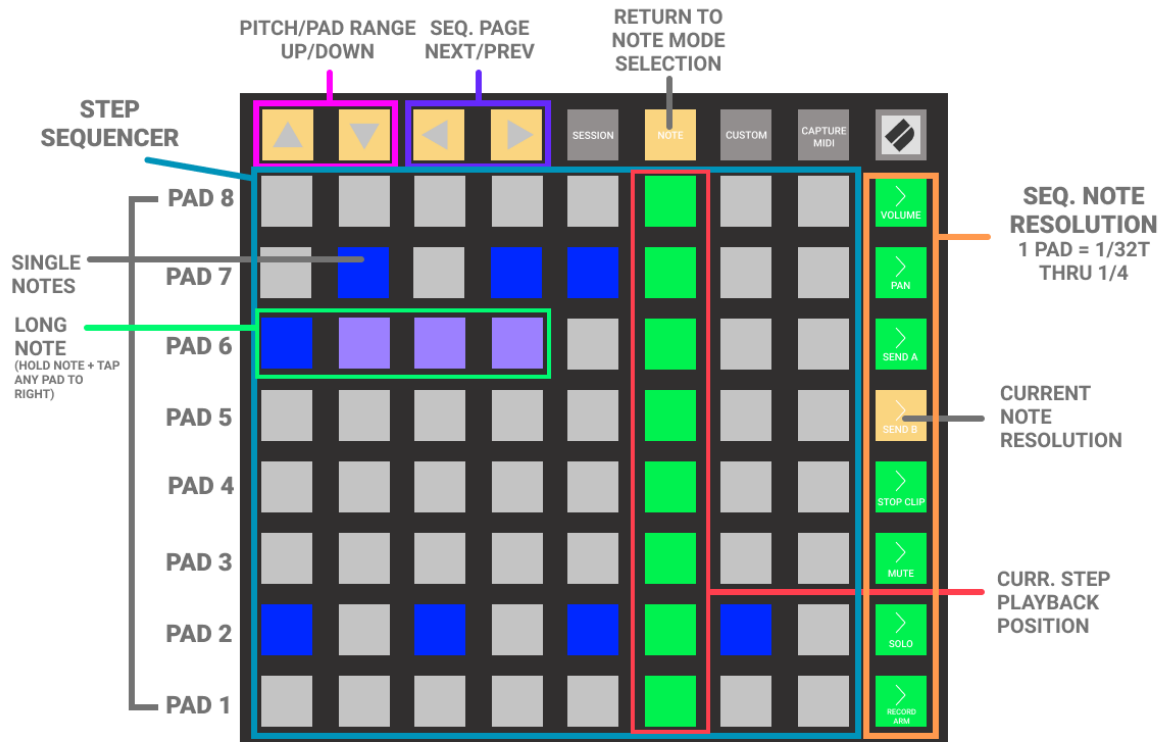 PITCH/PAD RANGE
UP/DOWN
SEQ. PAGE
NEXT/PREV
RETURN TO
NOTE MODE
SELECTION
STEP
SEQUENCER
SESSION
NOTE
CUSTOM
CAPTURE
MIDI
PAD 8
VOLUME
SEQ. NOTE
RESOLUTION
1 PAD = 1/32T
THRU 1/4
SINGLE
NOTES
PAD 7
PAN
LONG
NOTE
(HOLD NOTE + TAP
ANY PAD TO
RIGHT)
PAD 6
SEND A
PAD 5
SEND B
CURRENT
NOTE
RESOLUTION
PAD 4
STOP CLIP
PAD 3
MUTE
CURR. STEP
PLAYBACK
POSITION
PAD 2
SOLO
PAD 1
RECORD
ARM